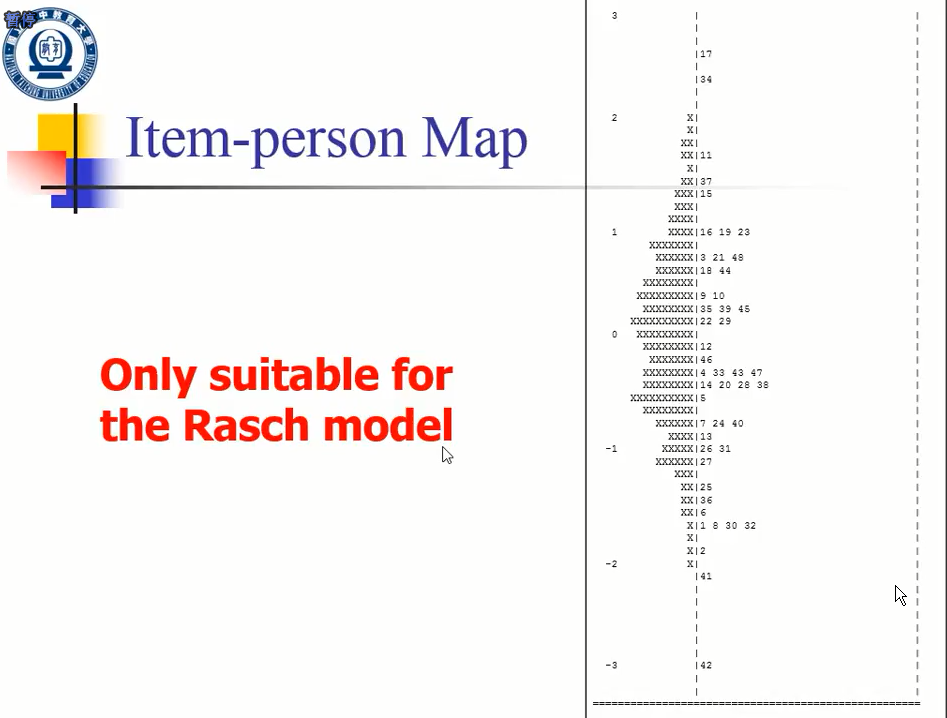 暫停
Item-person Map
Only suitable for
the Rasch model
3 |
|17
|34
2 X|
X|
XX|
XX|11
X|
XX|37
XXX|15
XXX|
XXXX|
1 XXXX|16 19 23
XXXXXXX|
XXXXXX|3 21 48
XXXXXX|18 44
XXXXXXXX|
XXXXXXXXX|9 10
XXXXXXXX|35 39 45
XXXXXXXXXX|22 29
0 XXXXXXXXX|
XXXXXXXX|12
XXXXXXX|46
XXXXXXXX|4 33 43 47
XXXXXXXX|14 20 28 38
XXXXXXXXXX|5
XXXXXXXX|
XXXXXX|7 24 40
XXXX|13
-1 XXXXX|26 31
XXXXXX|27
XXX|
XX|25
XX|36
XX|6
X|1 8 30 32
X|
X|2
-2 X|
|41
-3 |42